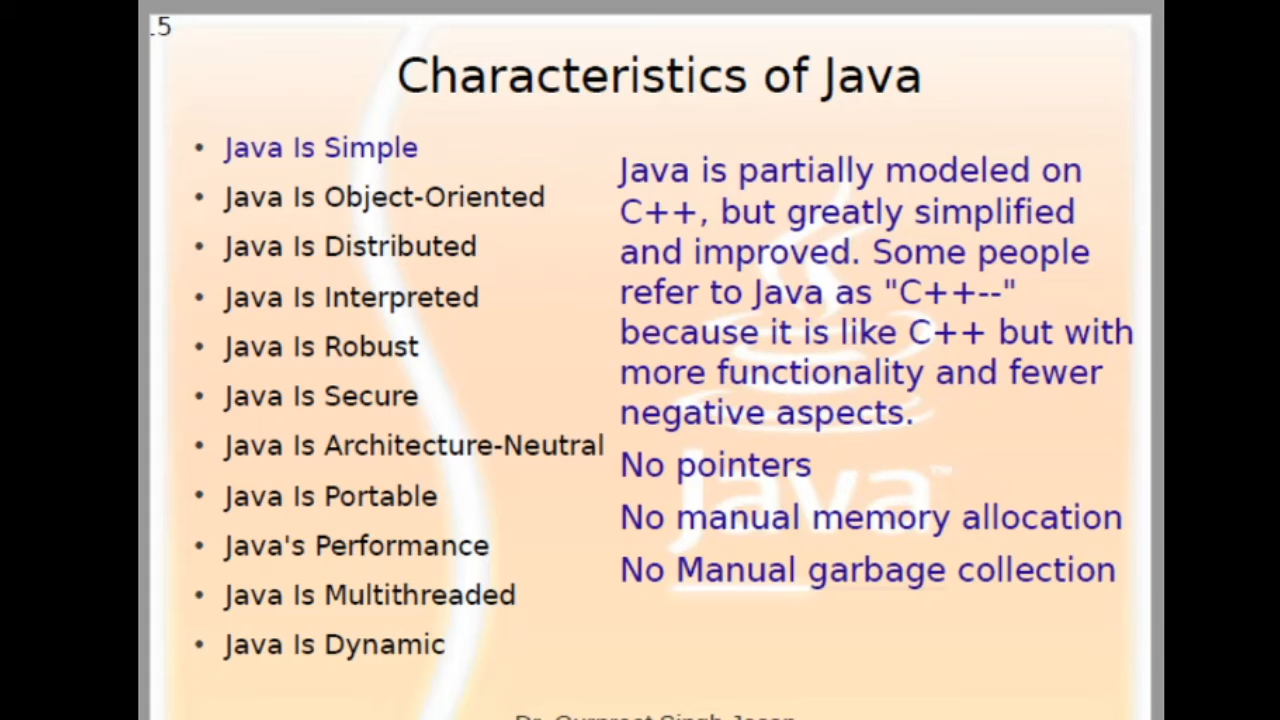 5
Characteristics of Java
• Java Is Simple
• Java Is Object-Oriented
• Java Is Distributed
• Java Is Interpreted
• Java Is Robust
• Java Is Secure
• Java Is Architecture-Neutral
• Java Is Portable
• Java's Performance
• Java Is Multithreaded
• Java Is Dynamic
Java is partially modeled on
C++, but greatly simplified
and improved. Some people
refer to Java as "C++--"
because it is like C++ but with
more functionality and fewer
negative aspects.
No pointers
No manual memory allocation
No Manual garbage collection
Java™